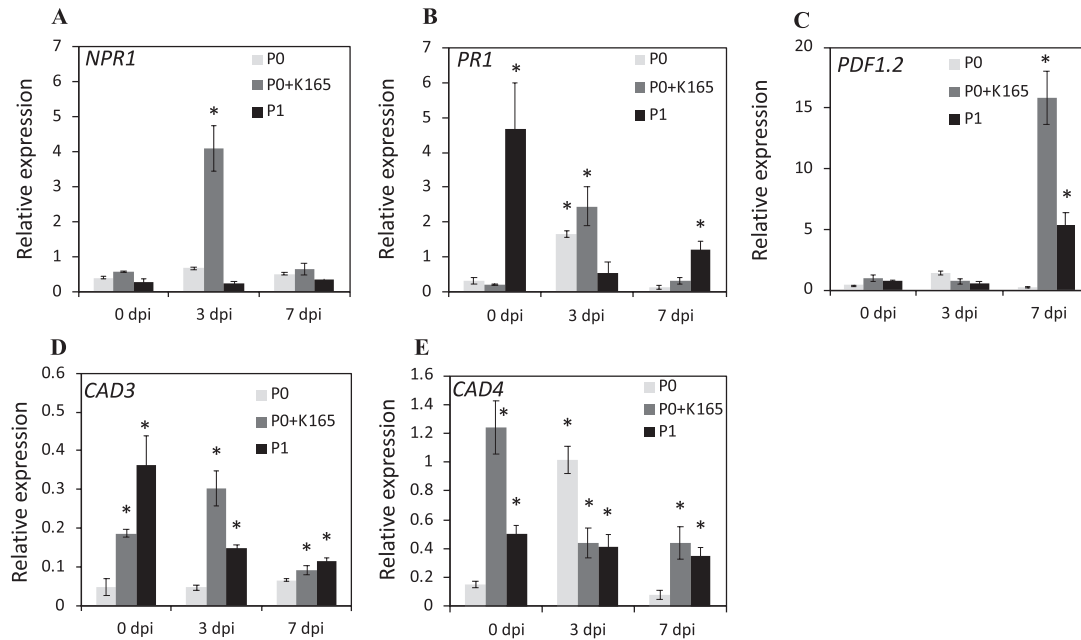 A
Relative expression
7
6
5
4
3
2
1
0
NPR1
P0
P0+K165
P1
*
0 dpi
3 dpi
7 dpi
B
Relative expression
7
6
5
4
3
2
1
0
PR1
P0
P0+K165
P1
*
*
*
*
0 dpi
3 dpi
7 dpi
C
Relative expression
20
15
10
5
0
PDF1.2
P0
P0+K165
P1
*
*
0 dpi
3 dpi
7 dpi
D
Relative expression
0.6
0.5
0.4
0.3
0.2
0.1
0
CAD3
P0
P0+K165
P1
*
*
*
*
*
*
0 dpi
3 dpi
7 dpi
E
Relative expression
1.6
1.4
1.2
1
0.8
0.6
0.4
0.2
0
CAD4
P0
P0+K165
P1
*
*
*
*
*
*
*
0 dpi
3 dpi
7 dpi